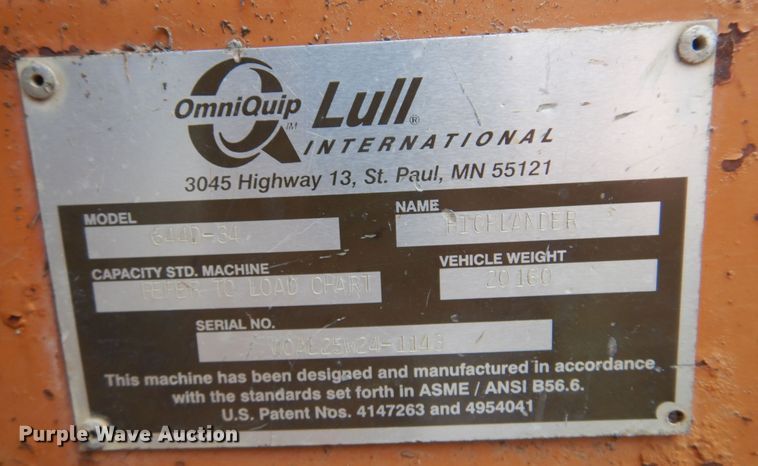 OmniQuip TM
Lull®
INTERNATIONAL
3045 Highway 13, St. Paul, MN 55121
MODEL
644D-34
NAME
HIGHLANDER
CAPACITY STD. MACHINE
REFER TO LOAD CHART
VEHICLE WEIGHT
20160
SERIAL NO.
This machine has been designed and manufactured in accordance
with the standards set forth in ASME / ANSI B56.6.
U.S. Patent Nos. 4147263 and 4954041
Purple Wave Auction